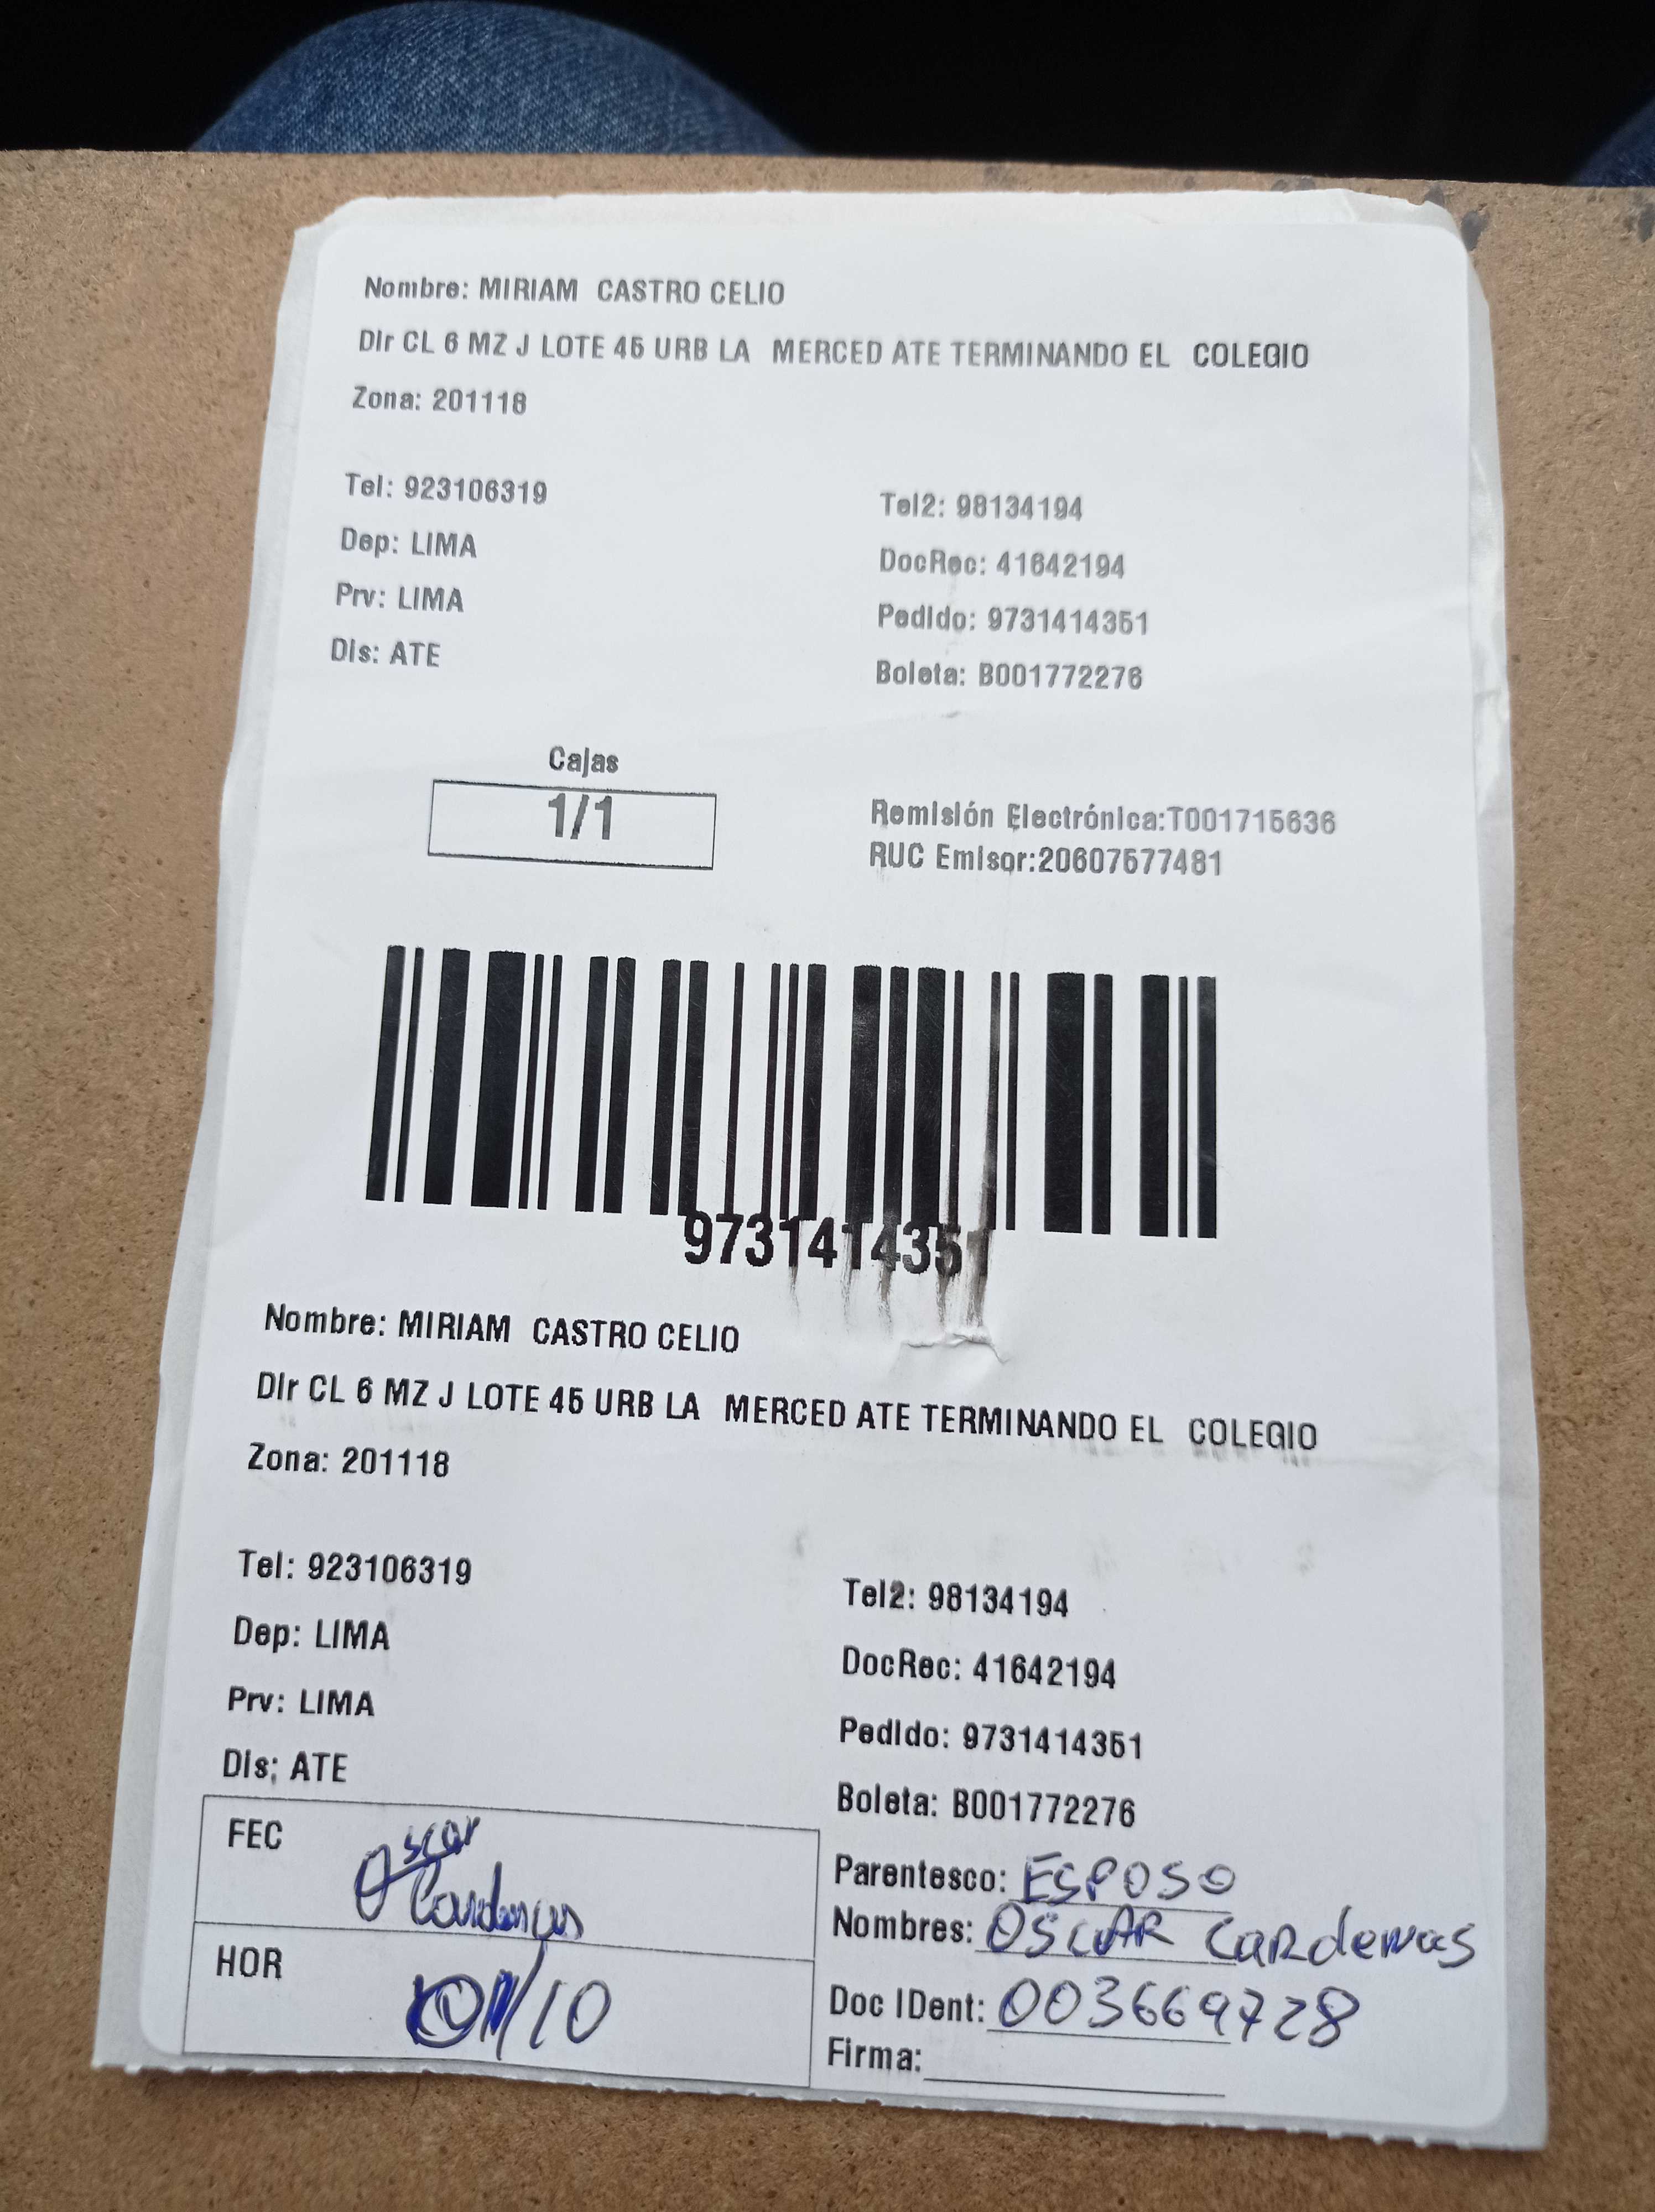 Nombre: MIRIAM CASTRO CELIO
Dir CL 6 MZ J LOTE 45 URB LA MERCED ATE TERMINANDO EL COLEGIO
Zona: 201118
Tel: 923106319
Tel2: 98134194
Dep: LIMA
DocRec: 41642194
Prv: LIMA
Pedido: 9731414351
Dis: ATE
Boleta: B001772276
Cajas
1/1
Remisión Electrónica:T001715636
RUC Emisor:20607577481
9731414351
Nombre: MIRIAM CASTRO CELIO
Dir CL 6 MZ J LOTE 45 URB LA MERCED ATE TERMINANDO EL COLEGIO
Zona: 201118
Tel: 923106319
Tel2: 98134194
Dep: LIMA
DocRec: 41642194
Prv: LIMA
Pedido: 9731414351
Dis: ATE
Boleta: B001772276
FEC
Oscar
Cardenas
Parentesco: ESPOSO
Nombres: OSCAR Cardenas
HOR
/10
Doc IDent: 003669728
Firma: